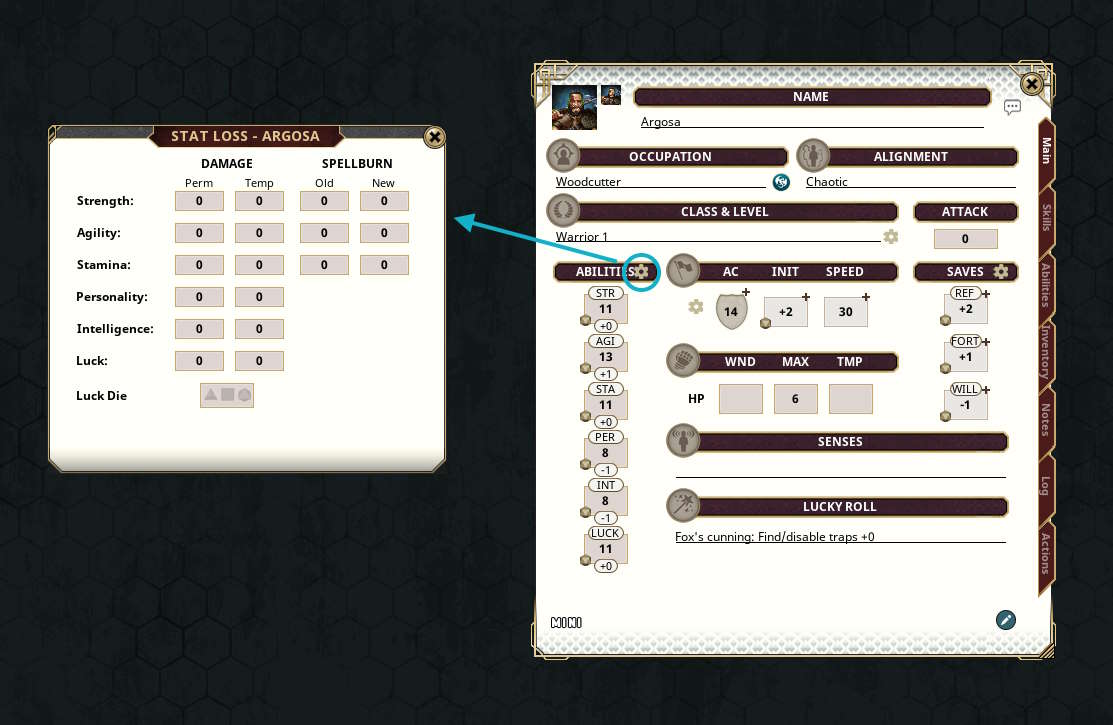 STAT LOSS - ARGOSA
DAMAGE SPELLBURN
Perm Temp Old New
Strength: 0 0 0 0
Agility: 0 0 0 0
Stamina: 0 0 0 0
Personality: 0 0
Intelligence: 0 0
Luck: 0 0
Luck Die
NAME
Argosa
OCCUPATION ALIGNMENT
Woodcutter Chaotic
CLASS & LEVEL ATTACK
Warrior 1 0
ABILITIES AC INIT SPEED SAVES
STR
11
+0
AGI
13
+1
STA
11
+0
PER
8
-1
INT
8
-1
LUCK
11
+0
14 +2 30
WND MAX TMP
HP 6
SENSES
LUCKY ROLL
Fox's cunning: Find/disable traps +0
REF
+2
FORT
+1
WILL
-1
Main
Skills
Abilities
Inventory
Notes
Log
Actions